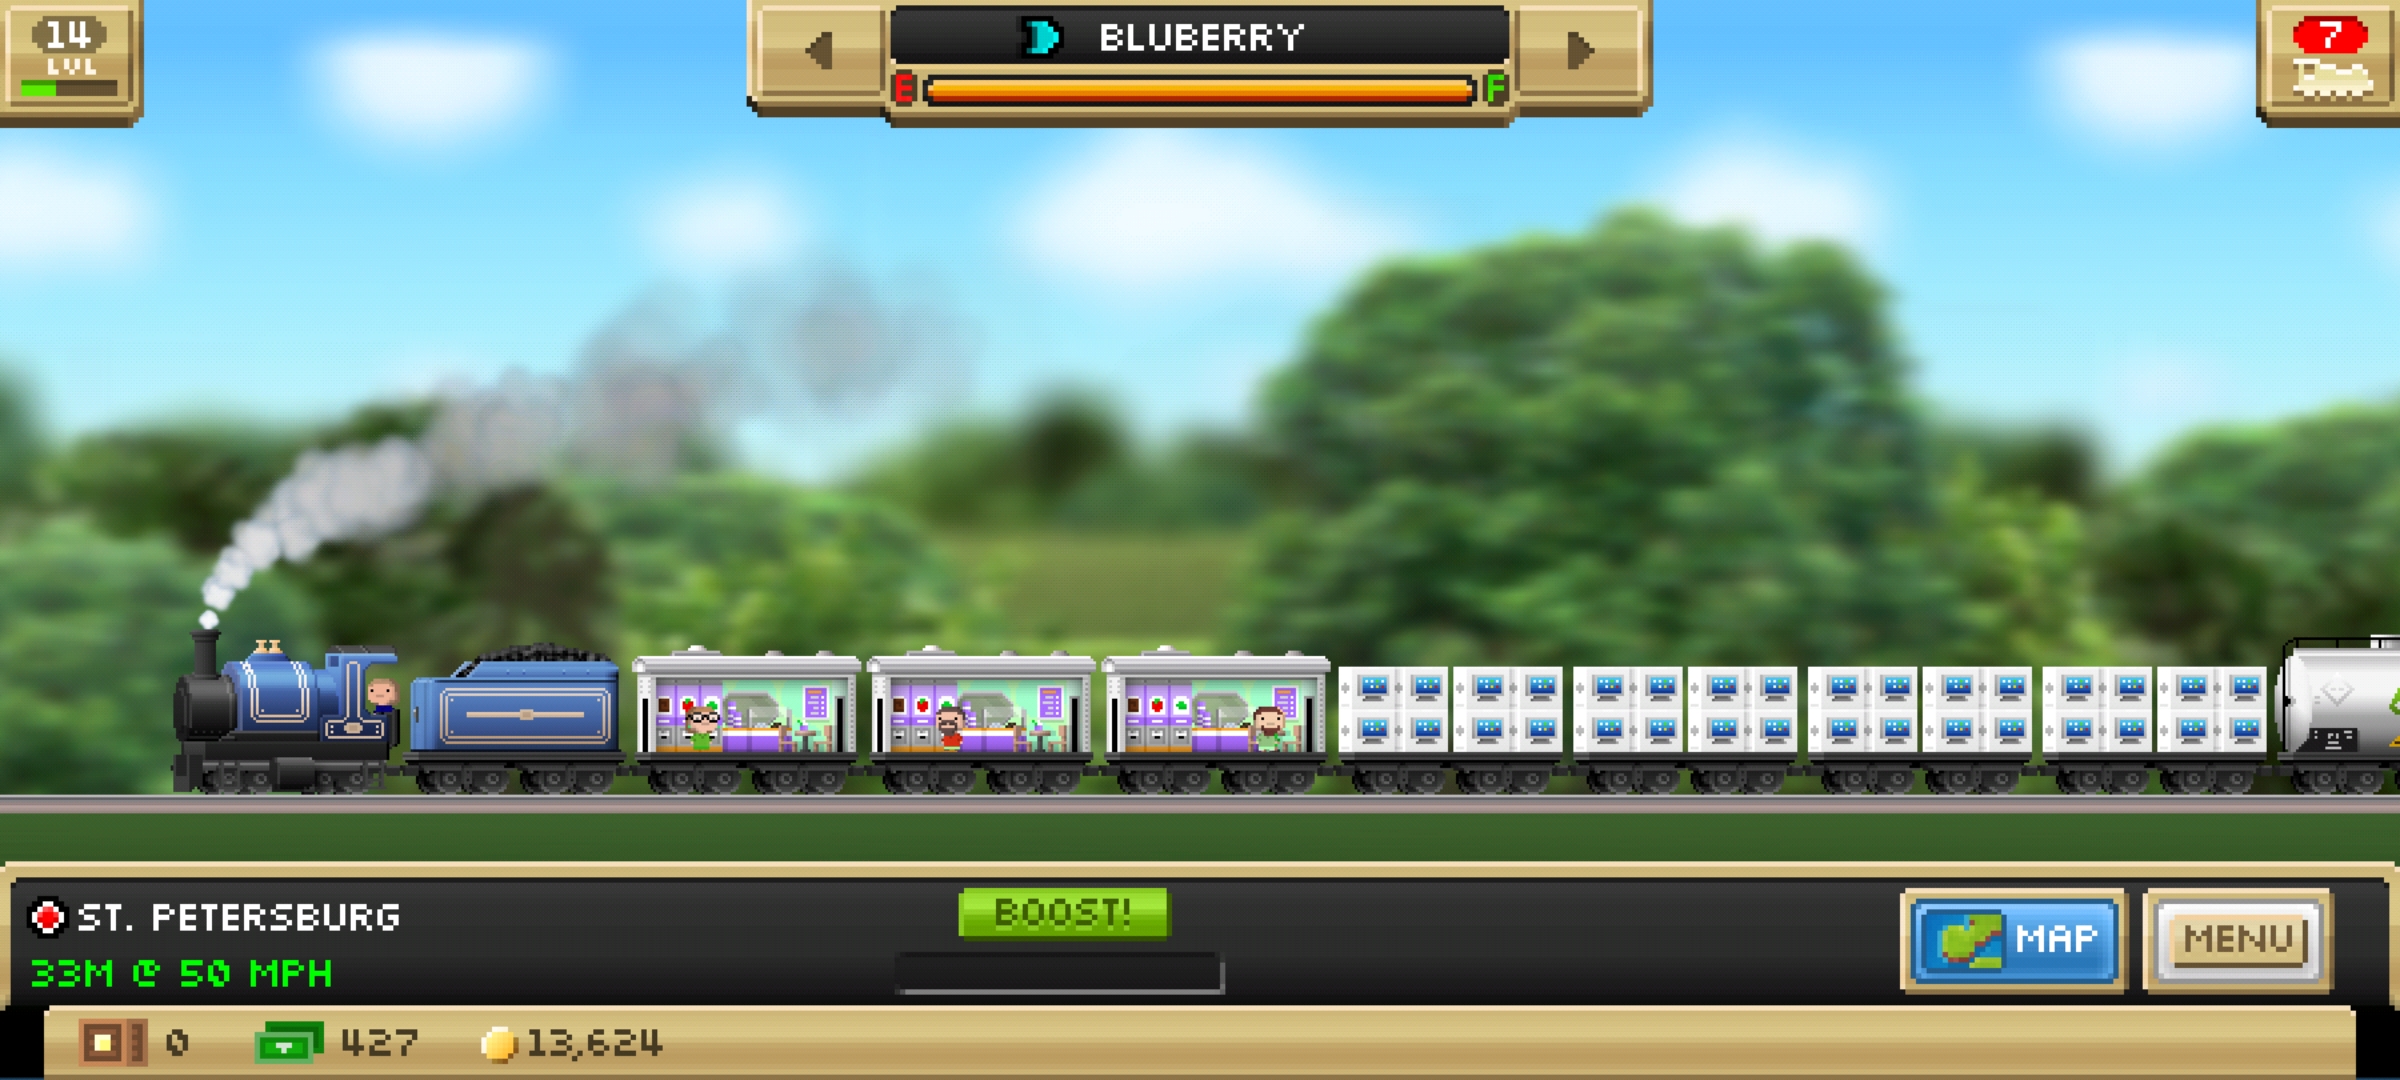 14
LVL
BLUBERRY
E F
7
ST. PETERSBURG
33M @ 50 MPH
BOOST!
MAP
MENU
0
427
13,624